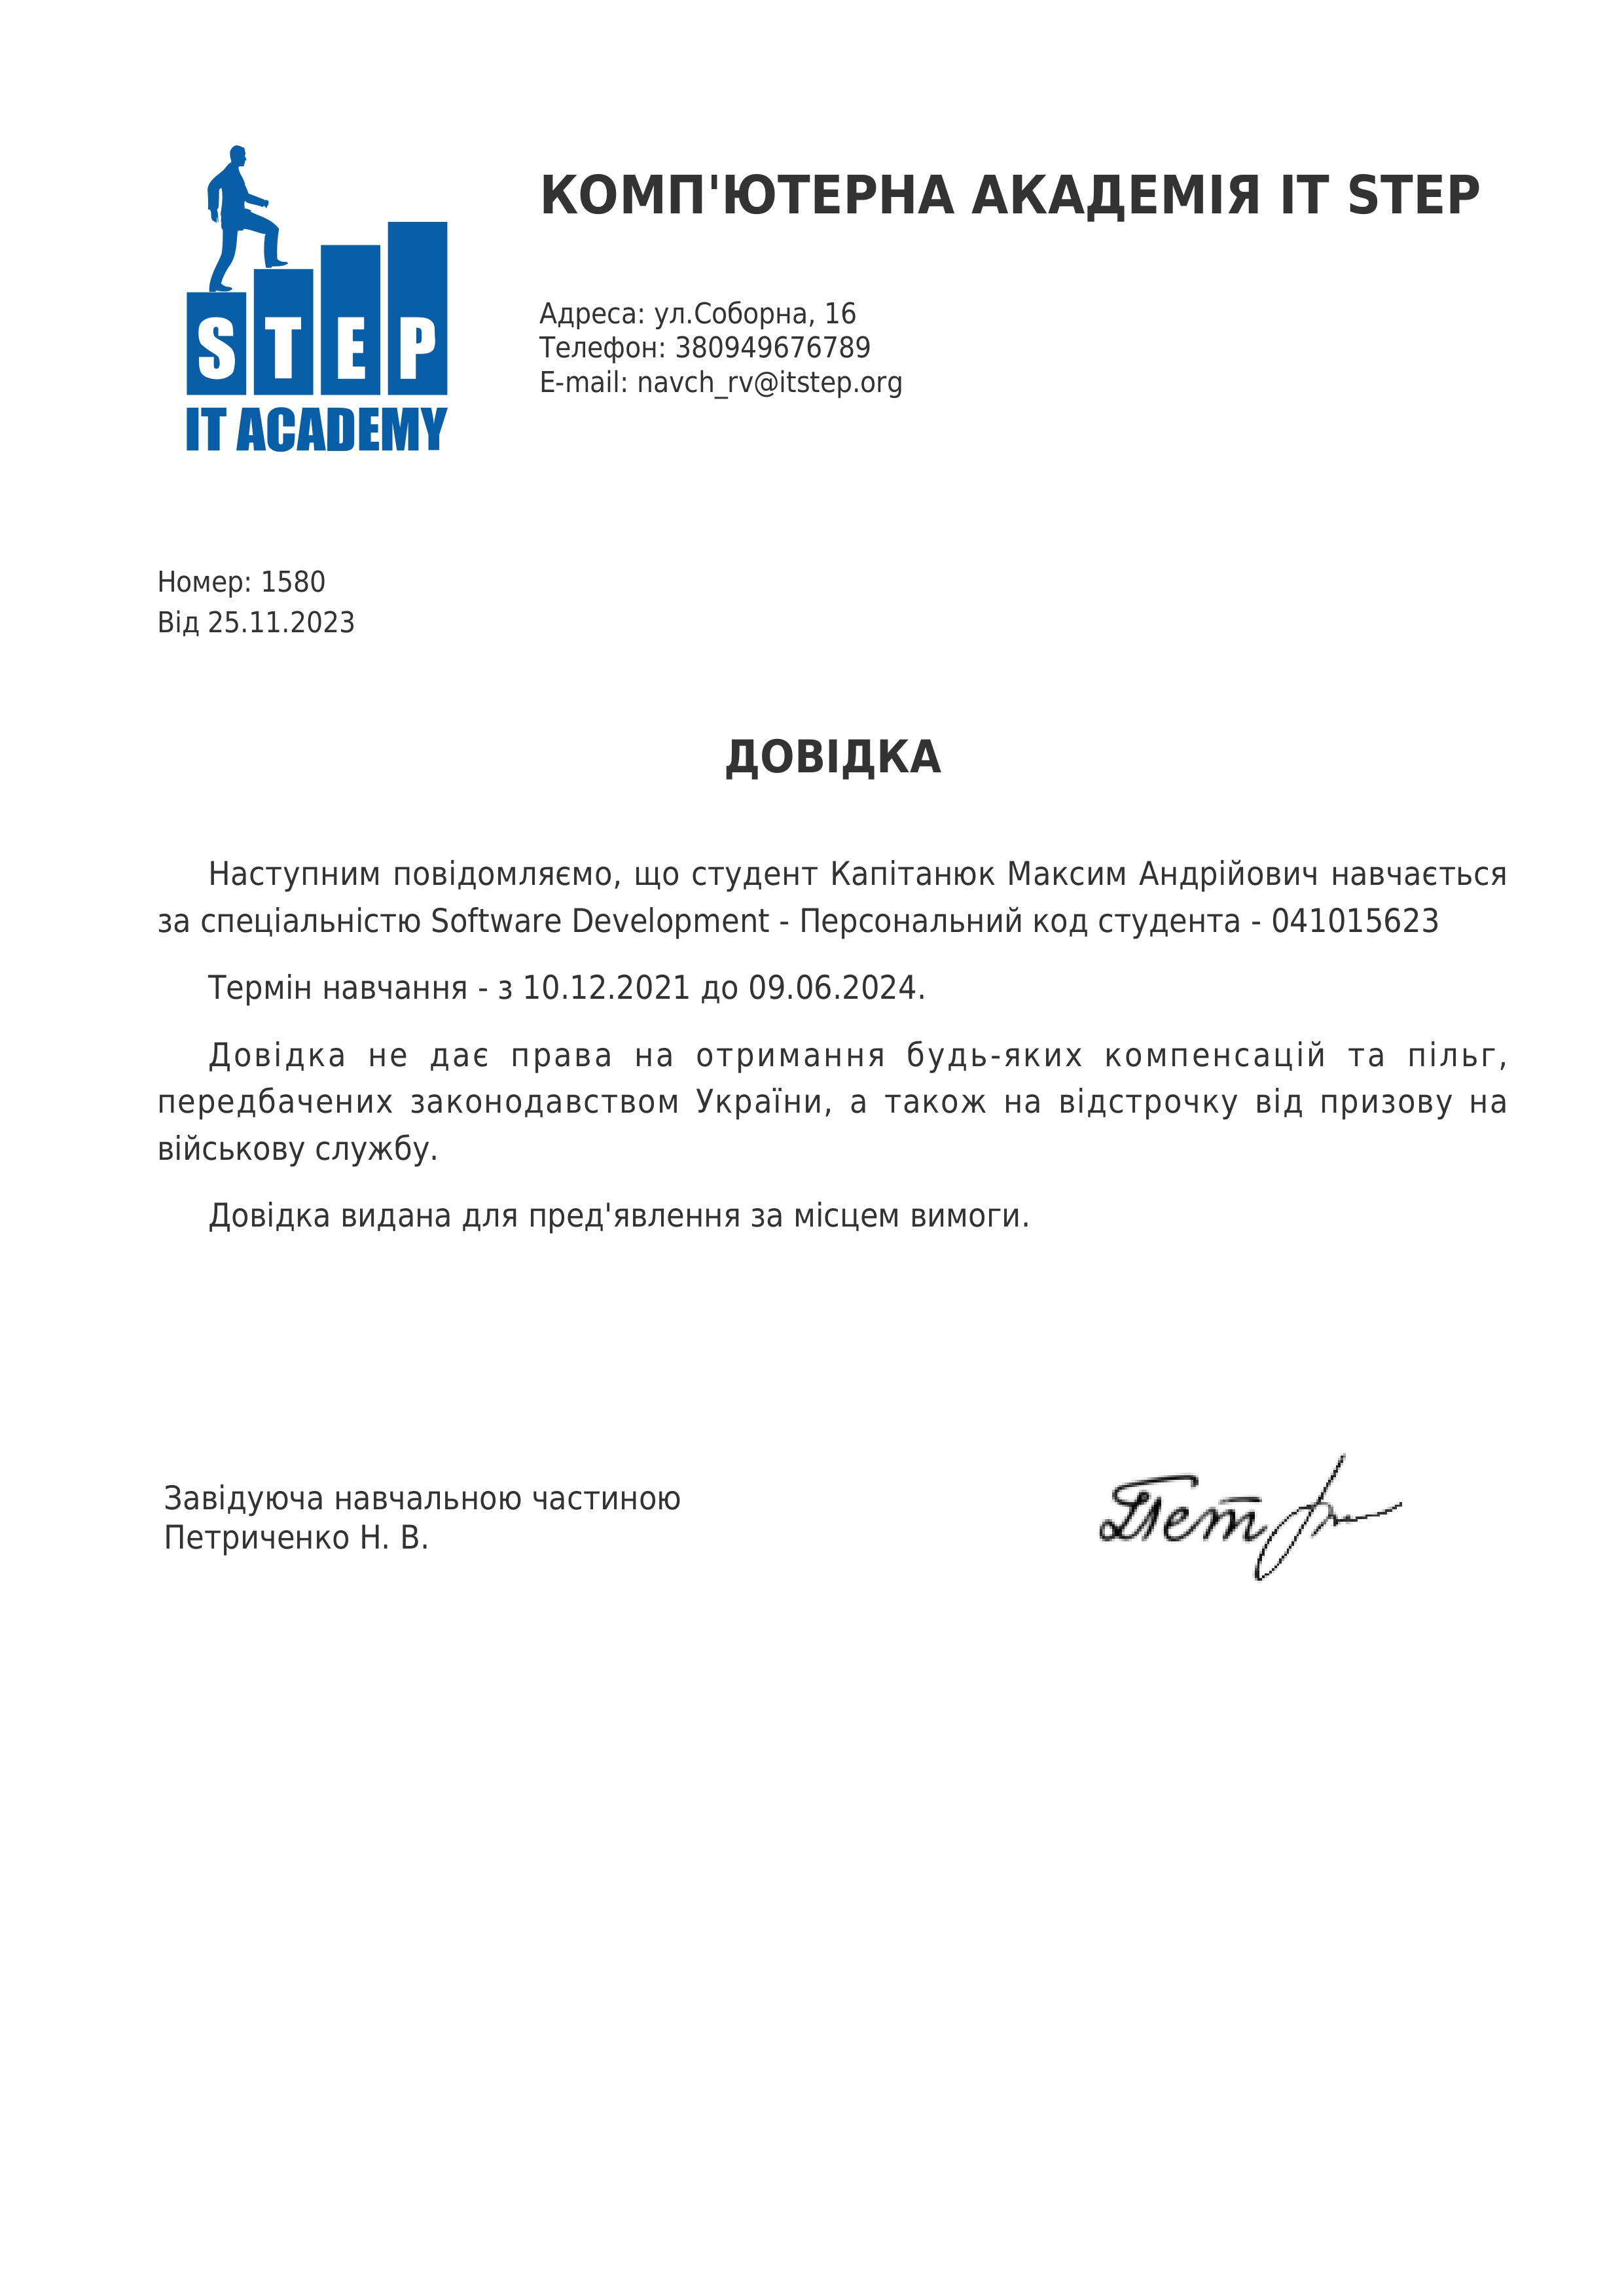 КОМП'ЮТЕРНА АКАДЕМІЯ IT STEP
Адреса: ул.Соборна, 16
Телефон: 380949676789
E-mail: navch_rv@itstep.org
STEP
IT ACADEMY
Номер: 1580
Від 25.11.2023
ДОВІДКА
Наступним повідомляємо, що студент Капітанюк Максим Андрійович навчається
за спеціальністю Software Development - Персональний код студента - 041015623
Термін навчання - з 10.12.2021 до 09.06.2024.
Довідка не дає права на отримання будь-яких компенсацій та пільг,
передбачених законодавством України, а також на відстрочку від призову на
військову службу.
Довідка видана для пред'явлення за місцем вимоги.
Завідуюча навчальною частиною
Петриченко Н. В.